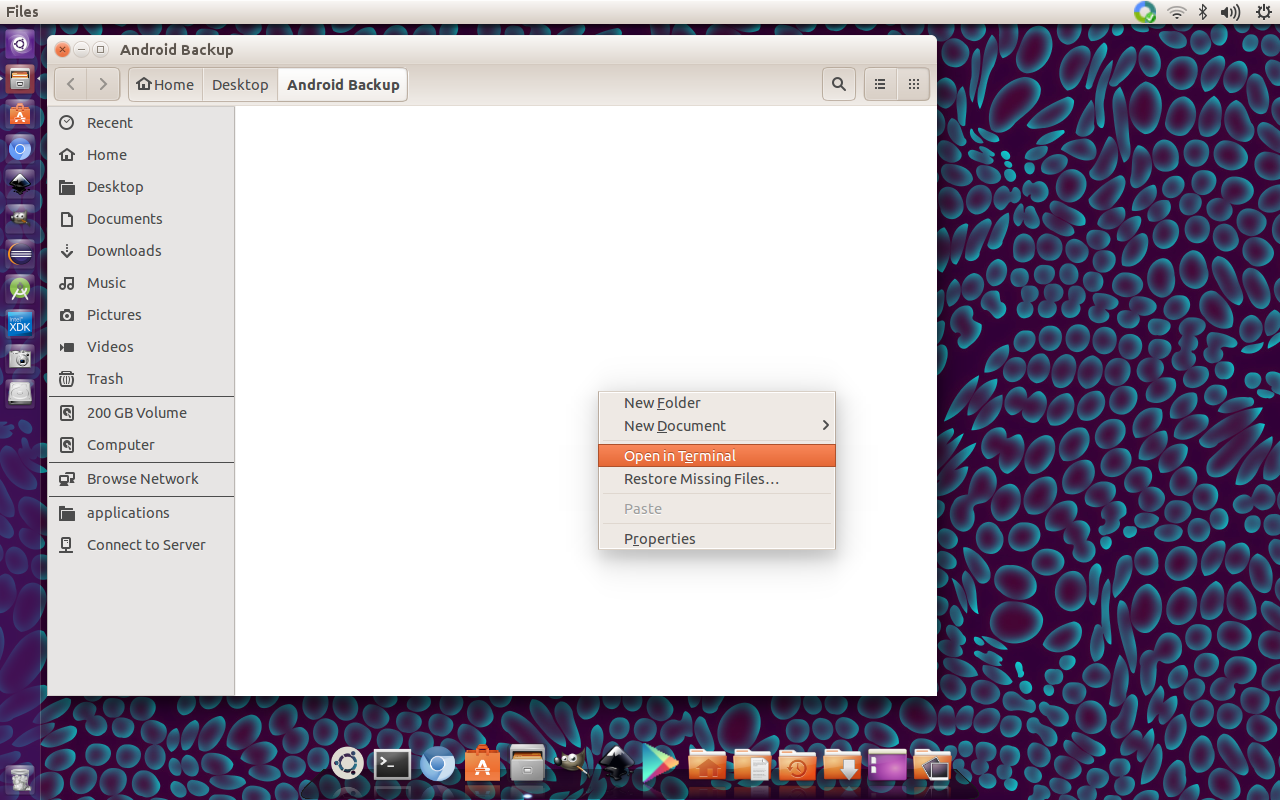 Files
Android Backup
Home
Desktop
Android Backup
Recent
Home
Desktop
Documents
Downloads
Music
Pictures
Videos
Trash
200 GB Volume
Computer
Browse Network
applications
Connect to Server
New Folder
New Document
Open in Terminal
Restore Missing Files…
Paste
Properties
intel
XDK